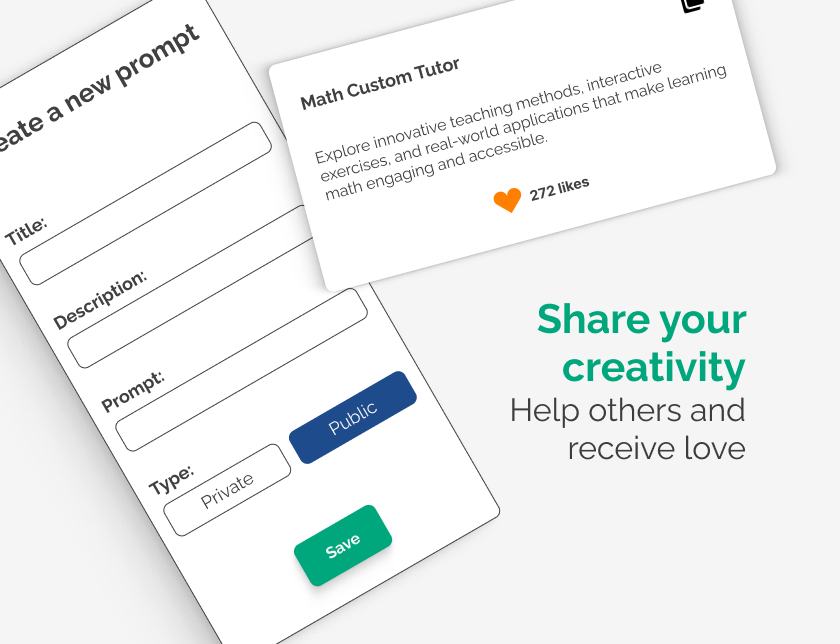 eate a new prompt
Title:
Description:
Prompt:
Type:
Private
Public
Save
Math Custom Tutor
Explore innovative teaching methods, interactive
exercises, and real-world applications that make learning
math engaging and accessible.
272 likes
Share your
creativity
Help others and
receive love